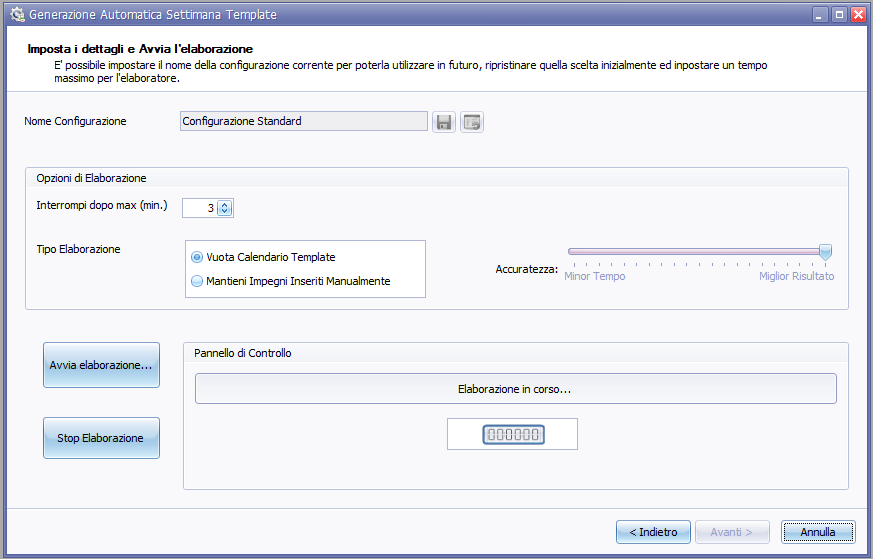 Generazione Automatica Settimana Template
Imposta i dettagli e Avvia l'elaborazione
E' possibile impostare il nome della configurazione corrente per poterla utilizzare in futuro, ripristinare quella scelta inizialmente ed inpostare un tempo
massimo per l'elaboratore.
Nome Configurazione
Configurazione Standard
Opzioni di Elaborazione
Interrompi dopo max (min.)
3
Tipo Elaborazione
Vuota Calendario Template
Mantieni Impegni Inseriti Manualmente
Accuratezza:
Minor Tempo
Miglior Risultato
Avvia elaborazione...
Stop Elaborazione
Pannello di Controllo
Elaborazione in corso...
000000
< Indietro
Avanti >
Annulla